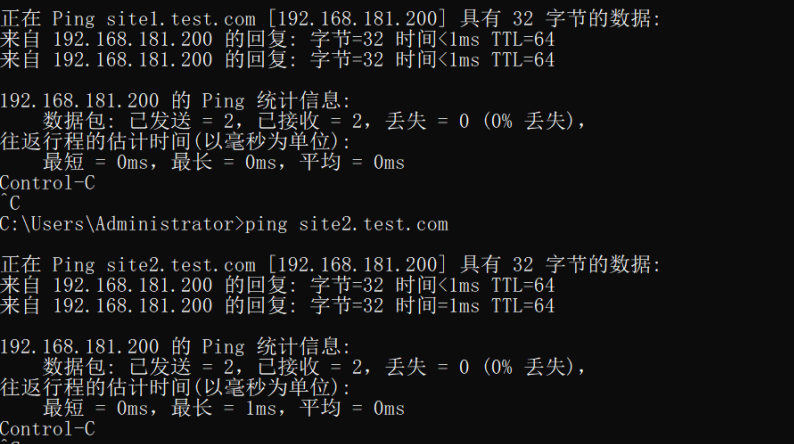 正在 Ping site1.test.com [192.168.181.200] 具有 32 字节的数据:
来自 192.168.181.200 的回复: 字节=32 时间<1ms TTL=64
来自 192.168.181.200 的回复: 字节=32 时间<1ms TTL=64
192.168.181.200 的 Ping 统计信息:
数据包: 已发送 = 2，已接收 = 2，丢失 = 0 (0% 丢失)，
往返行程的估计时间(以毫秒为单位):
最短 = 0ms，最长 = 0ms，平均 = 0ms
Control-C
^C
C:\Users\Administrator>ping site2.test.com
正在 Ping site2.test.com [192.168.181.200] 具有 32 字节的数据:
来自 192.168.181.200 的回复: 字节=32 时间<1ms TTL=64
来自 192.168.181.200 的回复: 字节=32 时间=1ms TTL=64
192.168.181.200 的 Ping 统计信息:
数据包: 已发送 = 2，已接收 = 2，丢失 = 0 (0% 丢失)，
往返行程的估计时间(以毫秒为单位):
最短 = 0ms，最长 = 1ms，平均 = 0ms
Control-C